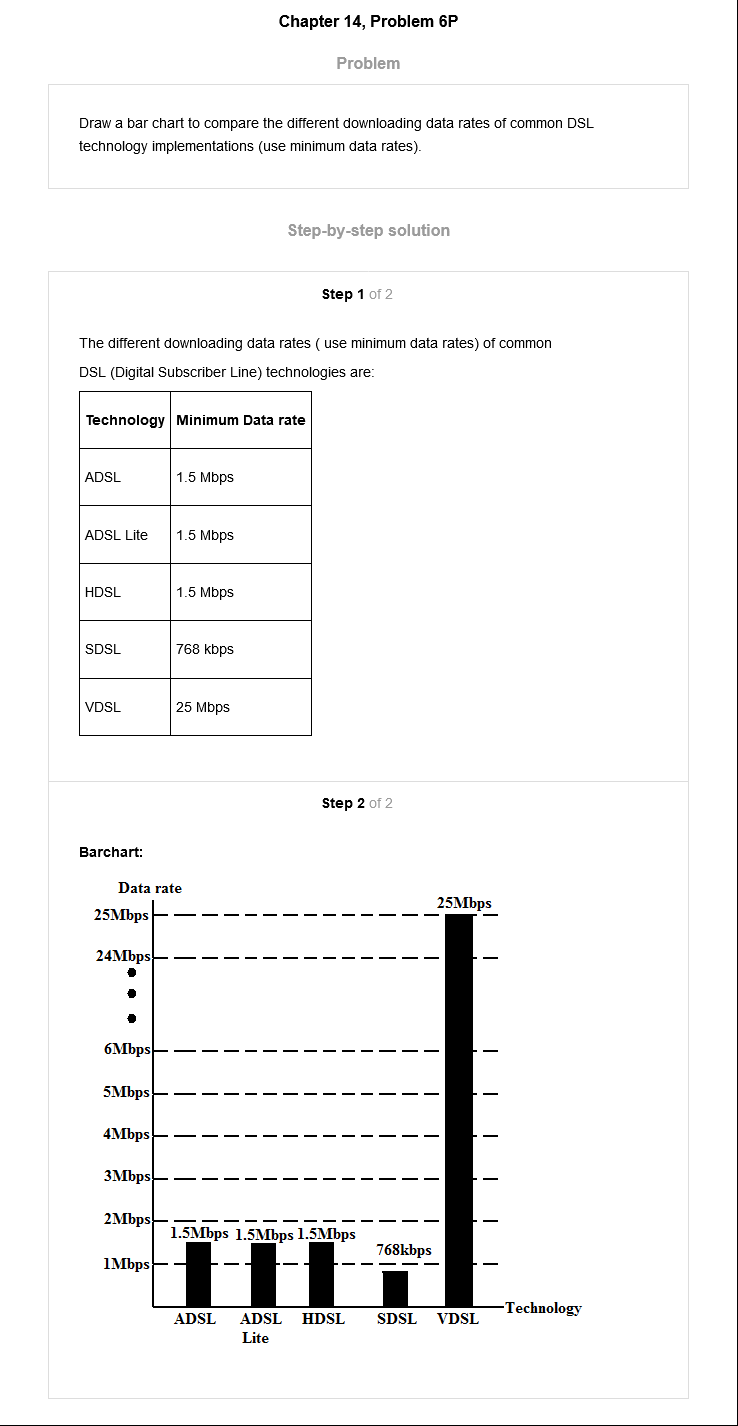 Chapter 14, Problem 6P
Problem
Draw a bar chart to compare the different downloading data rates of common DSL
technology implementations (use minimum data rates).
Step-by-step solution
Step 1 of 2
The different downloading data rates ( use minimum data rates) of common
DSL (Digital Subscriber Line) technologies are:
Technology Minimum Data rate
ADSL 1.5 Mbps
ADSL Lite 1.5 Mbps
HDSL 1.5 Mbps
SDSL 768 kbps
VDSL 25 Mbps
Step 2 of 2
Barchart:
Data rate
25Mbps
25Mbps
24Mbps
6Mbps
5Mbps
4Mbps
3Mbps
2Mbps
1.5Mbps 1.5Mbps 1.5Mbps
768kbps
1Mbps
Technology
ADSL ADSL HDSL SDSL VDSL
Lite